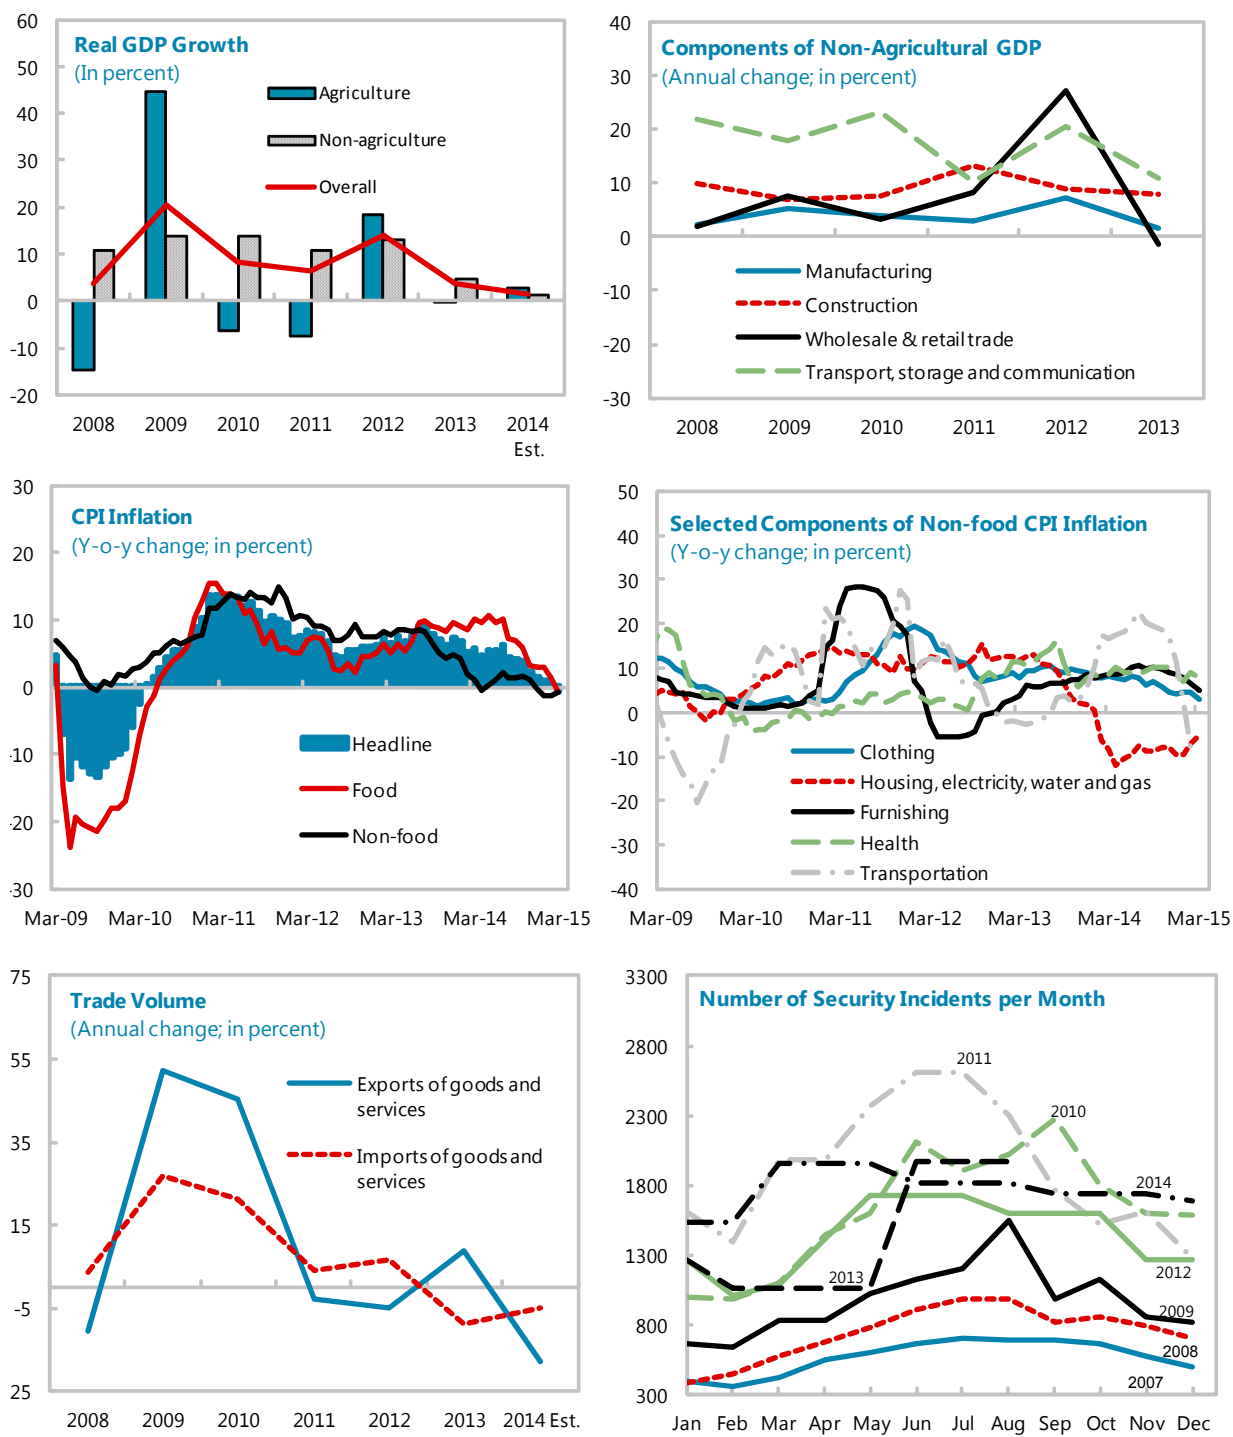 Real GDP Growth
(In percent)
60
50
40
30
20
10
0
-10
-20
Agriculture
Non-agriculture
Overall
2008 2009 2010 2011 2012 2013 2014
Est.
Components of Non-Agricultural GDP
(Annual change; in percent)
40
30
20
10
0
-10
-20
-30
Manufacturing
Construction
Wholesale & retail trade
Transport, storage and communication
2008 2009 2010 2011 2012 2013
CPI Inflation
(Y-o-y change; in percent)
30
20
10
0
-10
-20
-30
Headline
Food
Non-food
Mar-09 Mar-10 Mar-11 Mar-12 Mar-13 Mar-14 Mar-15
Selected Components of Non-food CPI Inflation
(Y-o-y change; in percent)
50
40
30
20
10
0
-10
-20
-30
-40
Clothing
Housing, electricity, water and gas
Furnishing
Health
Transportation
Mar-09 Mar-10 Mar-11 Mar-12 Mar-13 Mar-14 Mar-15
Trade Volume
(Annual change; in percent)
75
55
35
15
-5
25
Exports of goods and
services
Imports of goods and
services
2008 2009 2010 2011 2012 2013 2014 Est.
Number of Security Incidents per Month
3300
2800
2300
1800
1300
800
300
2011
2010
2014
2013
2012
2009
2008
2007
Jan Feb Mar Apr May Jun Jul Aug Sep Oct Nov Dec